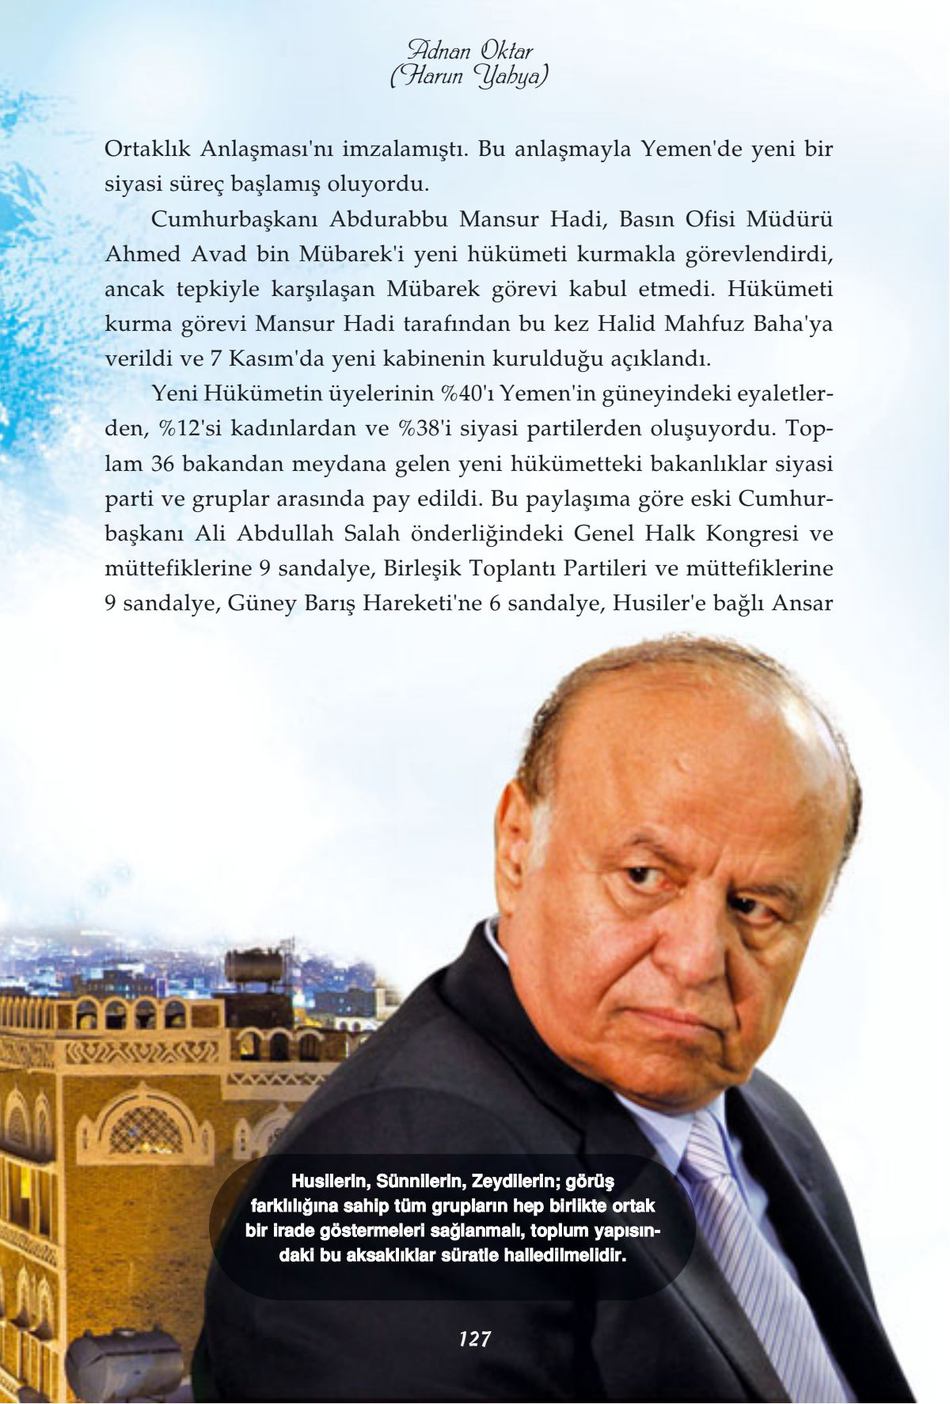 Adnan Oktar
(Harun Yahya)
Ortaklık Anlaşması'nı imzalamıştı. Bu anlaşmayla Yemen'de yeni bir
siyasi süreç başlamış oluyordu.
Cumhurbaşkanı Abdurabbu Mansur Hadi, Basın Ofisi Müdürü
Ahmed Avad bin Mübarek'i yeni hükümeti kurmakla görevlendirdi,
ancak tepkiyle karşılaşan Mübarek görevi kabul etmedi. Hükümeti
kurma görevi Mansur Hadi tarafından bu kez Halid Mahfuz Baha'ya
verildi ve 7 Kasım'da yeni kabinenin kurulduğu açıklandı.
Yeni Hükümetin üyelerinin %40'ı Yemen'in güneyindeki eyaletler-
den, %12'si kadınlardan ve %38'i siyasi partilerden oluşuyordu. Top-
lam 36 bakandan meydana gelen yeni hükümetteki bakanlıklar siyasi
parti ve gruplar arasında pay edildi. Bu paylaşıma göre eski Cumhur-
başkanı Ali Abdullah Salah önderliğindeki Genel Halk Kongresi ve
müttefiklerine 9 sandalye, Birleşik Toplantı Partileri ve müttefiklerine
9 sandalye, Güney Barış Hareketi'ne 6 sandalye, Husiler'e bağlı Ansar
Husilerin, Sünnilerin, Zeydilerin; görüş
farklılığına sahip tüm grupların hep birlikte ortak
bir irade göstermeleri sağlanmalı, toplum yapısın-
daki bu aksaklıklar süratle halledilmelidir.
127